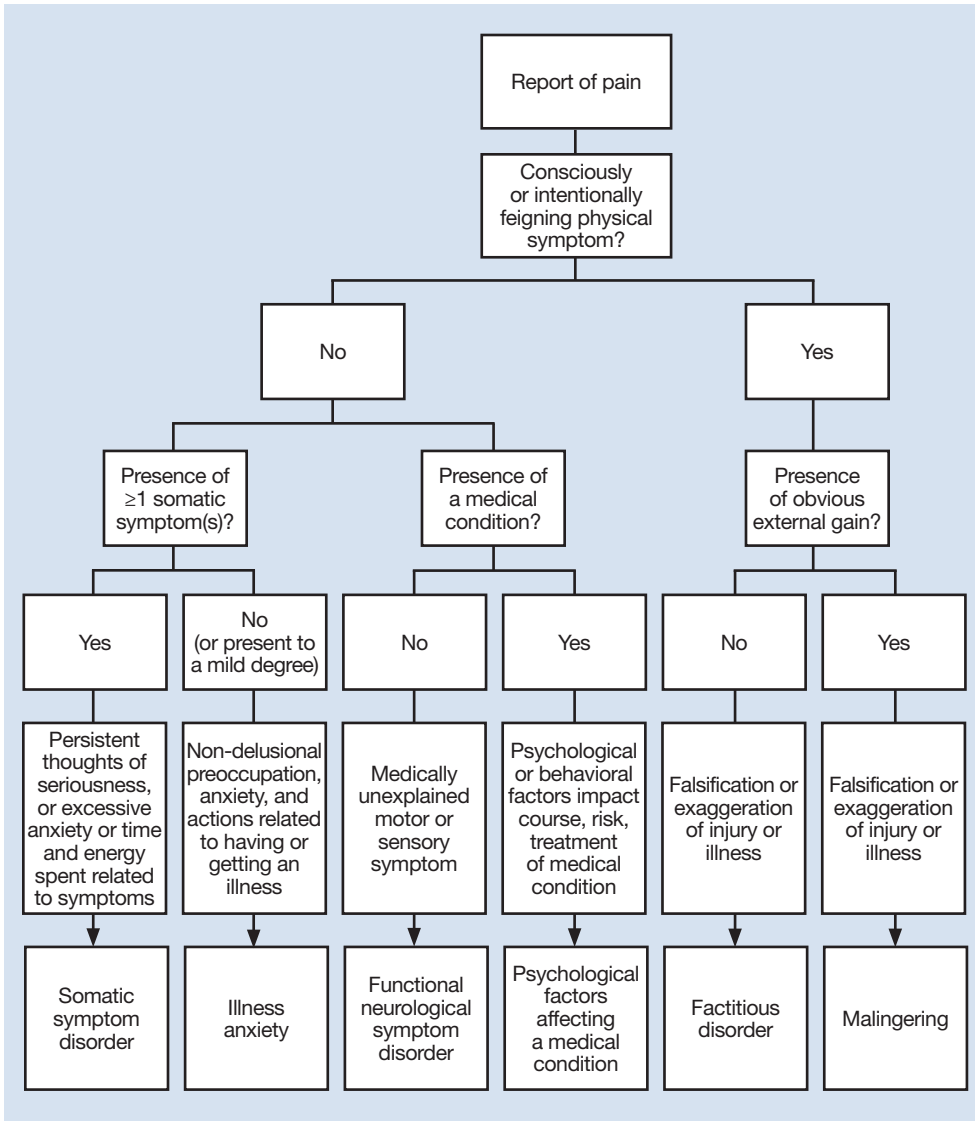 Report of pain
Consciously
or intentionally
feigning physical
symptom?
No
Yes
Presence of
≥1 somatic
symptom(s)?
Presence of
a medical
condition?
Presence
of obvious
external gain?
Yes
No
(or present to
a mild degree)
No
Yes
No
Yes
Persistent
thoughts of
seriousness,
or excessive
anxiety or time
and energy
spent related
to symptoms
Non-delusional
preoccupation,
anxiety, and
actions related
to having or
getting an
illness
Medically
unexplained
motor or
sensory
symptom
Psychological
or behavioral
factors impact
course, risk,
treatment
of medical
condition
Falsification or
exaggeration
of injury or
illness
Falsification or
exaggeration
of injury or
illness
Somatic
symptom
disorder
Illness
anxiety
Functional
neurological
symptom
disorder
Psychological
factors
affecting
a medical
condition
Factitious
disorder
Malingering